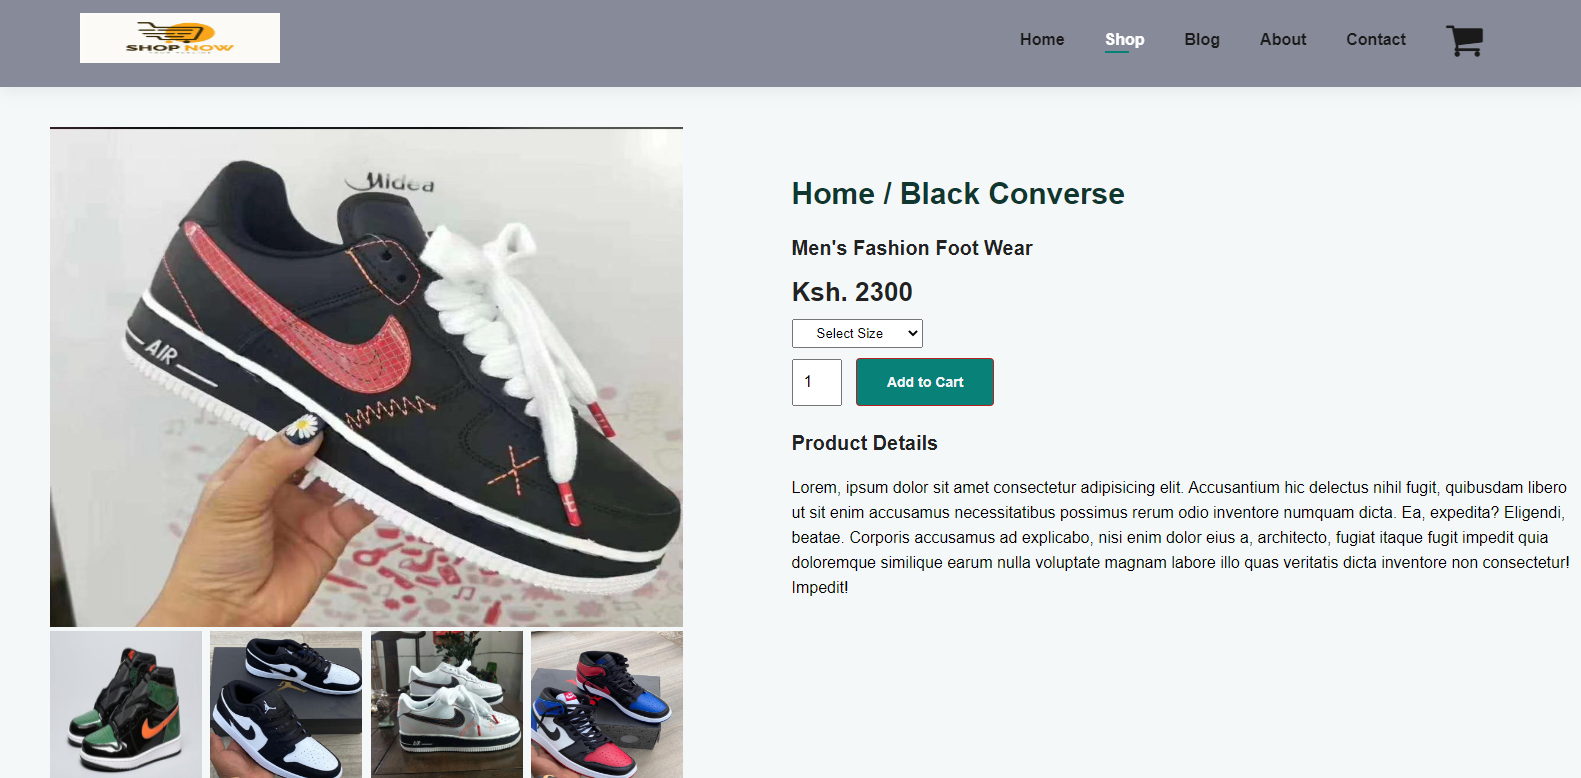 SHOP NOW
Home Shop Blog About Contact
Midea
AIR
Home / Black Converse
Men's Fashion Foot Wear
Ksh. 2300
Select Size
1 Add to Cart
Product Details
Lorem, ipsum dolor sit amet consectetur adipisicing elit. Accusantium hic delectus nihil fugit, quibusdam libero
ut sit enim accusamus necessitatibus possimus rerum odio inventore numquam dicta. Ea, expedita? Eligendi,
beatae. Corporis accusamus ad explicabo, nisi enim dolor eius a, architecto, fugiat itaque fugit impedit quia
doloremque similique earum nulla voluptate magnam labore illo quas veritatis dicta inventore non consectetur!
Impedit!
AIR